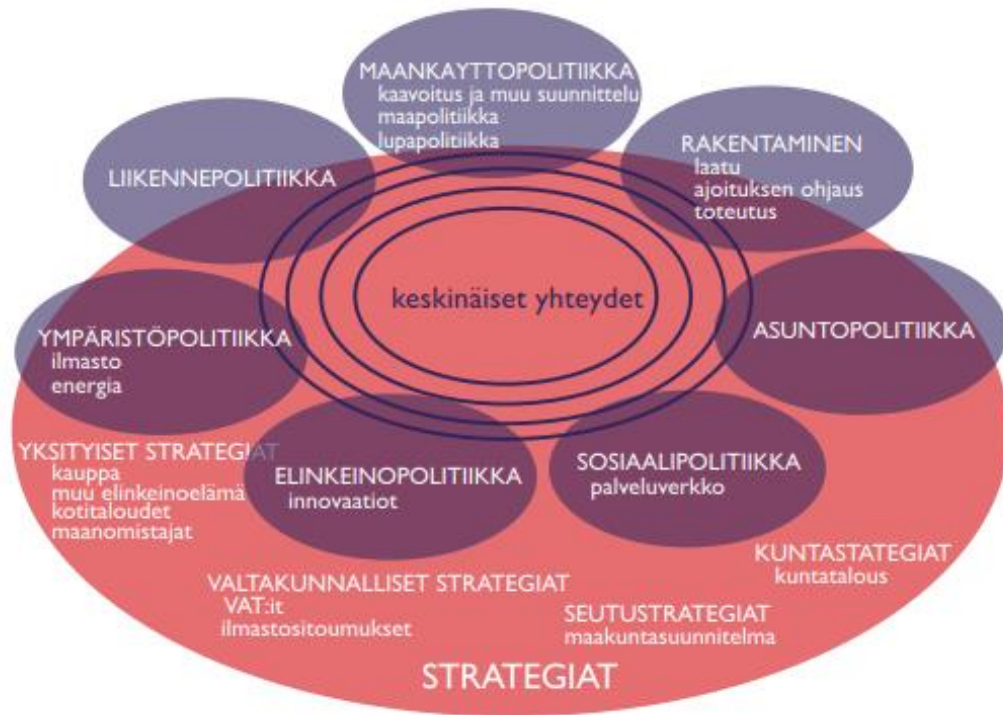 MAANKAYTTOPOLITIIKKA
kaavoitus ja muu suunnittelu
maapolitiikka
lupapolitiikka
RAKENTAMINEN
laatu
ajoituksen ohjaus
toteutus
LIIKENNEPOLITIIKKA
keskinäiset yhteydet
YMPÄRISTÖPOLITIIKKA
ilmasto
energia
ASUNTOPOLITIIKKA
YKSITYISET STRATEGIAT
kauppa
muu elinkeinoelämä
kotitaloudet
maanomistajat
ELINKEINOPOLITIIKKA
innovaatiot
SOSIAALIPOLITIIKKA
palveluverkko
KUNTASTATEGIAT
kuntatalous
VALTAKUNNALLISET STRATEGIAT
VAT:it
ilmastositoumukset
SEUTUSTRATEGIAT
maakuntasuunnitelma
STRATEGIAT